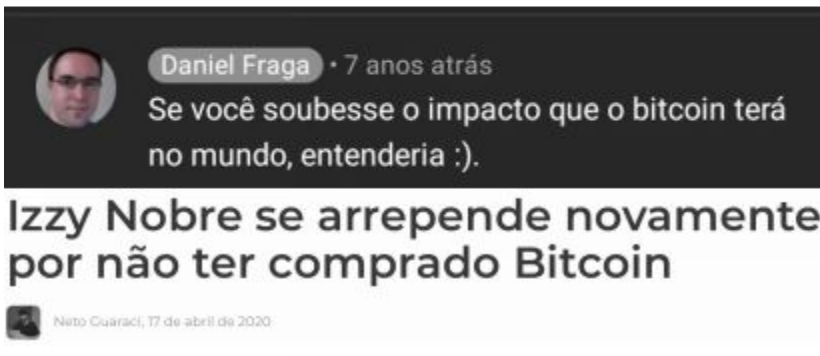 Daniel Fraga • 7 anos atrás
Se você soubesse o impacto que o bitcoin terá
no mundo, entenderia :).
Izzy Nobre se arrepende novamente
por não ter comprado Bitcoin
Neto Guaraci, 17 de abril de 2020